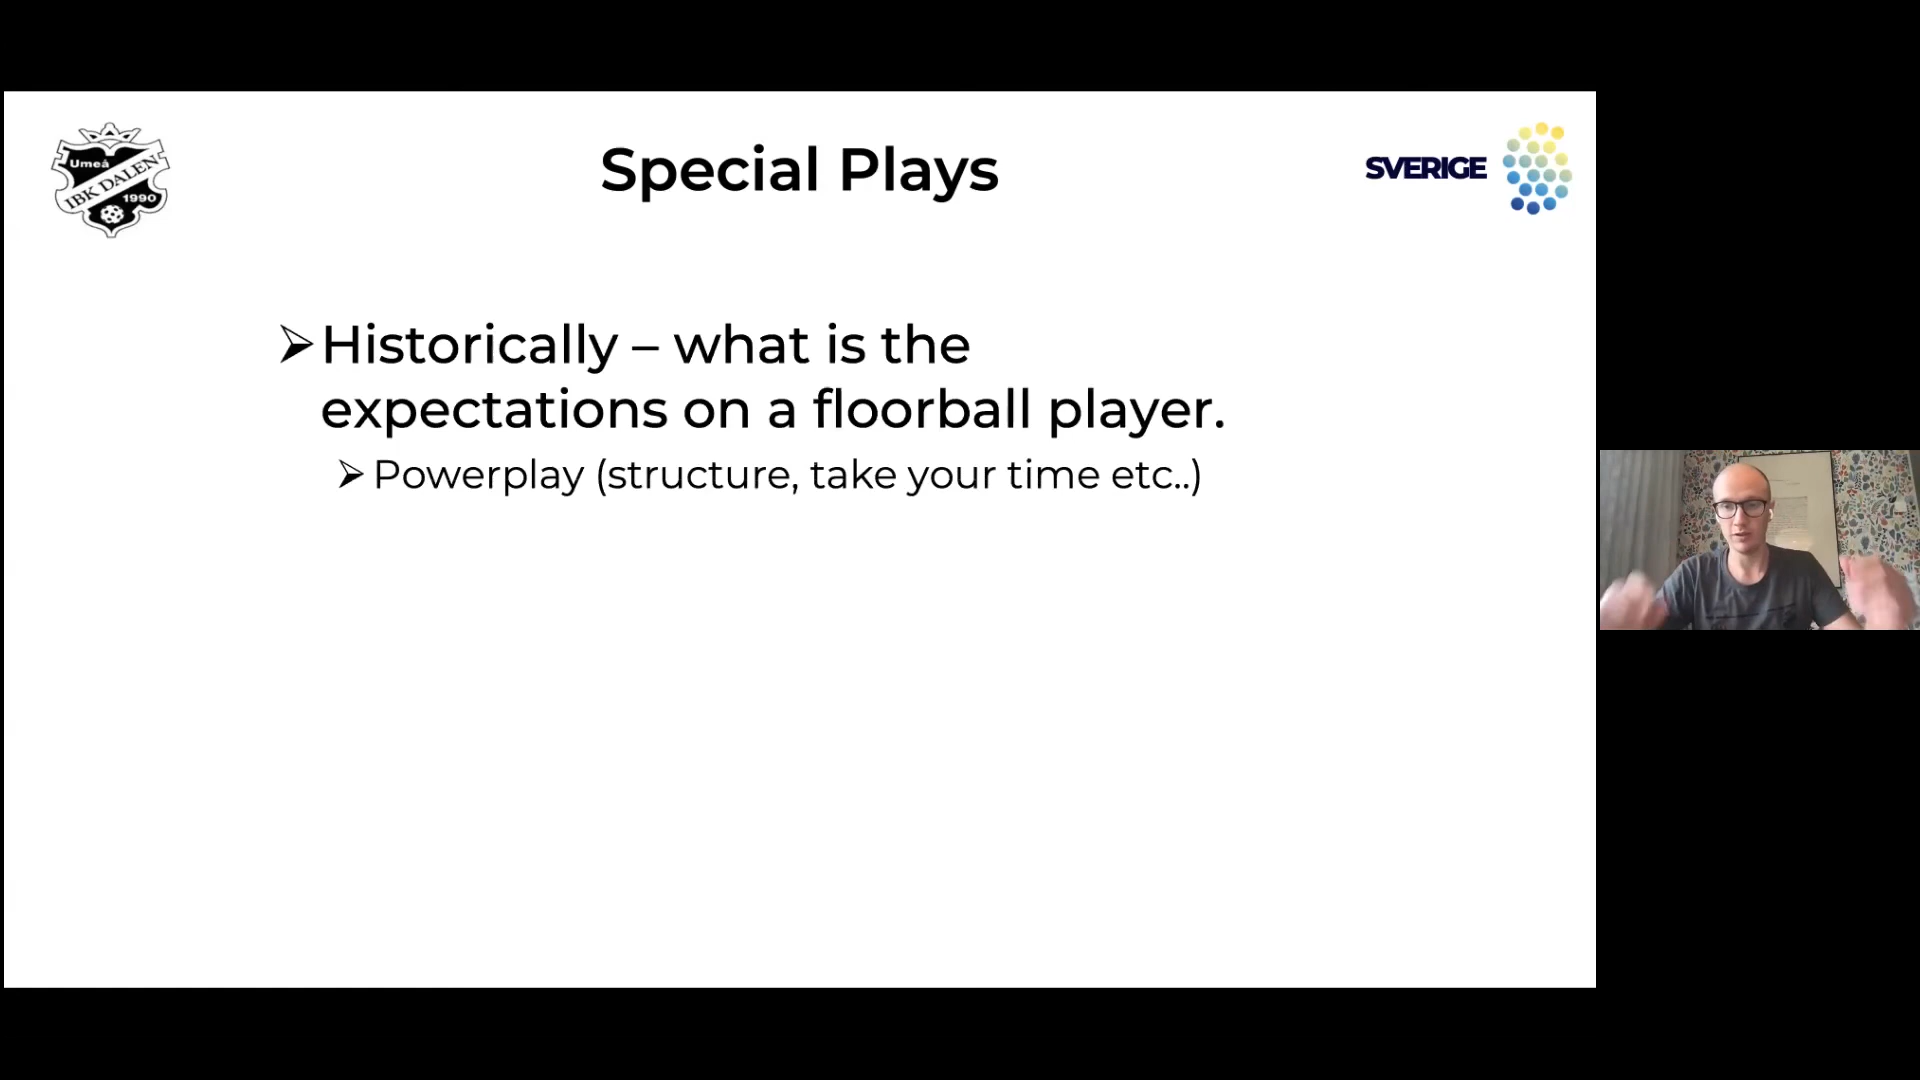 Umeå
IBK DALEN
1990
Special Plays
SVERIGE
➢Historically – what is the
expectations on a floorball player.
➢Powerplay (structure, take your time etc..)